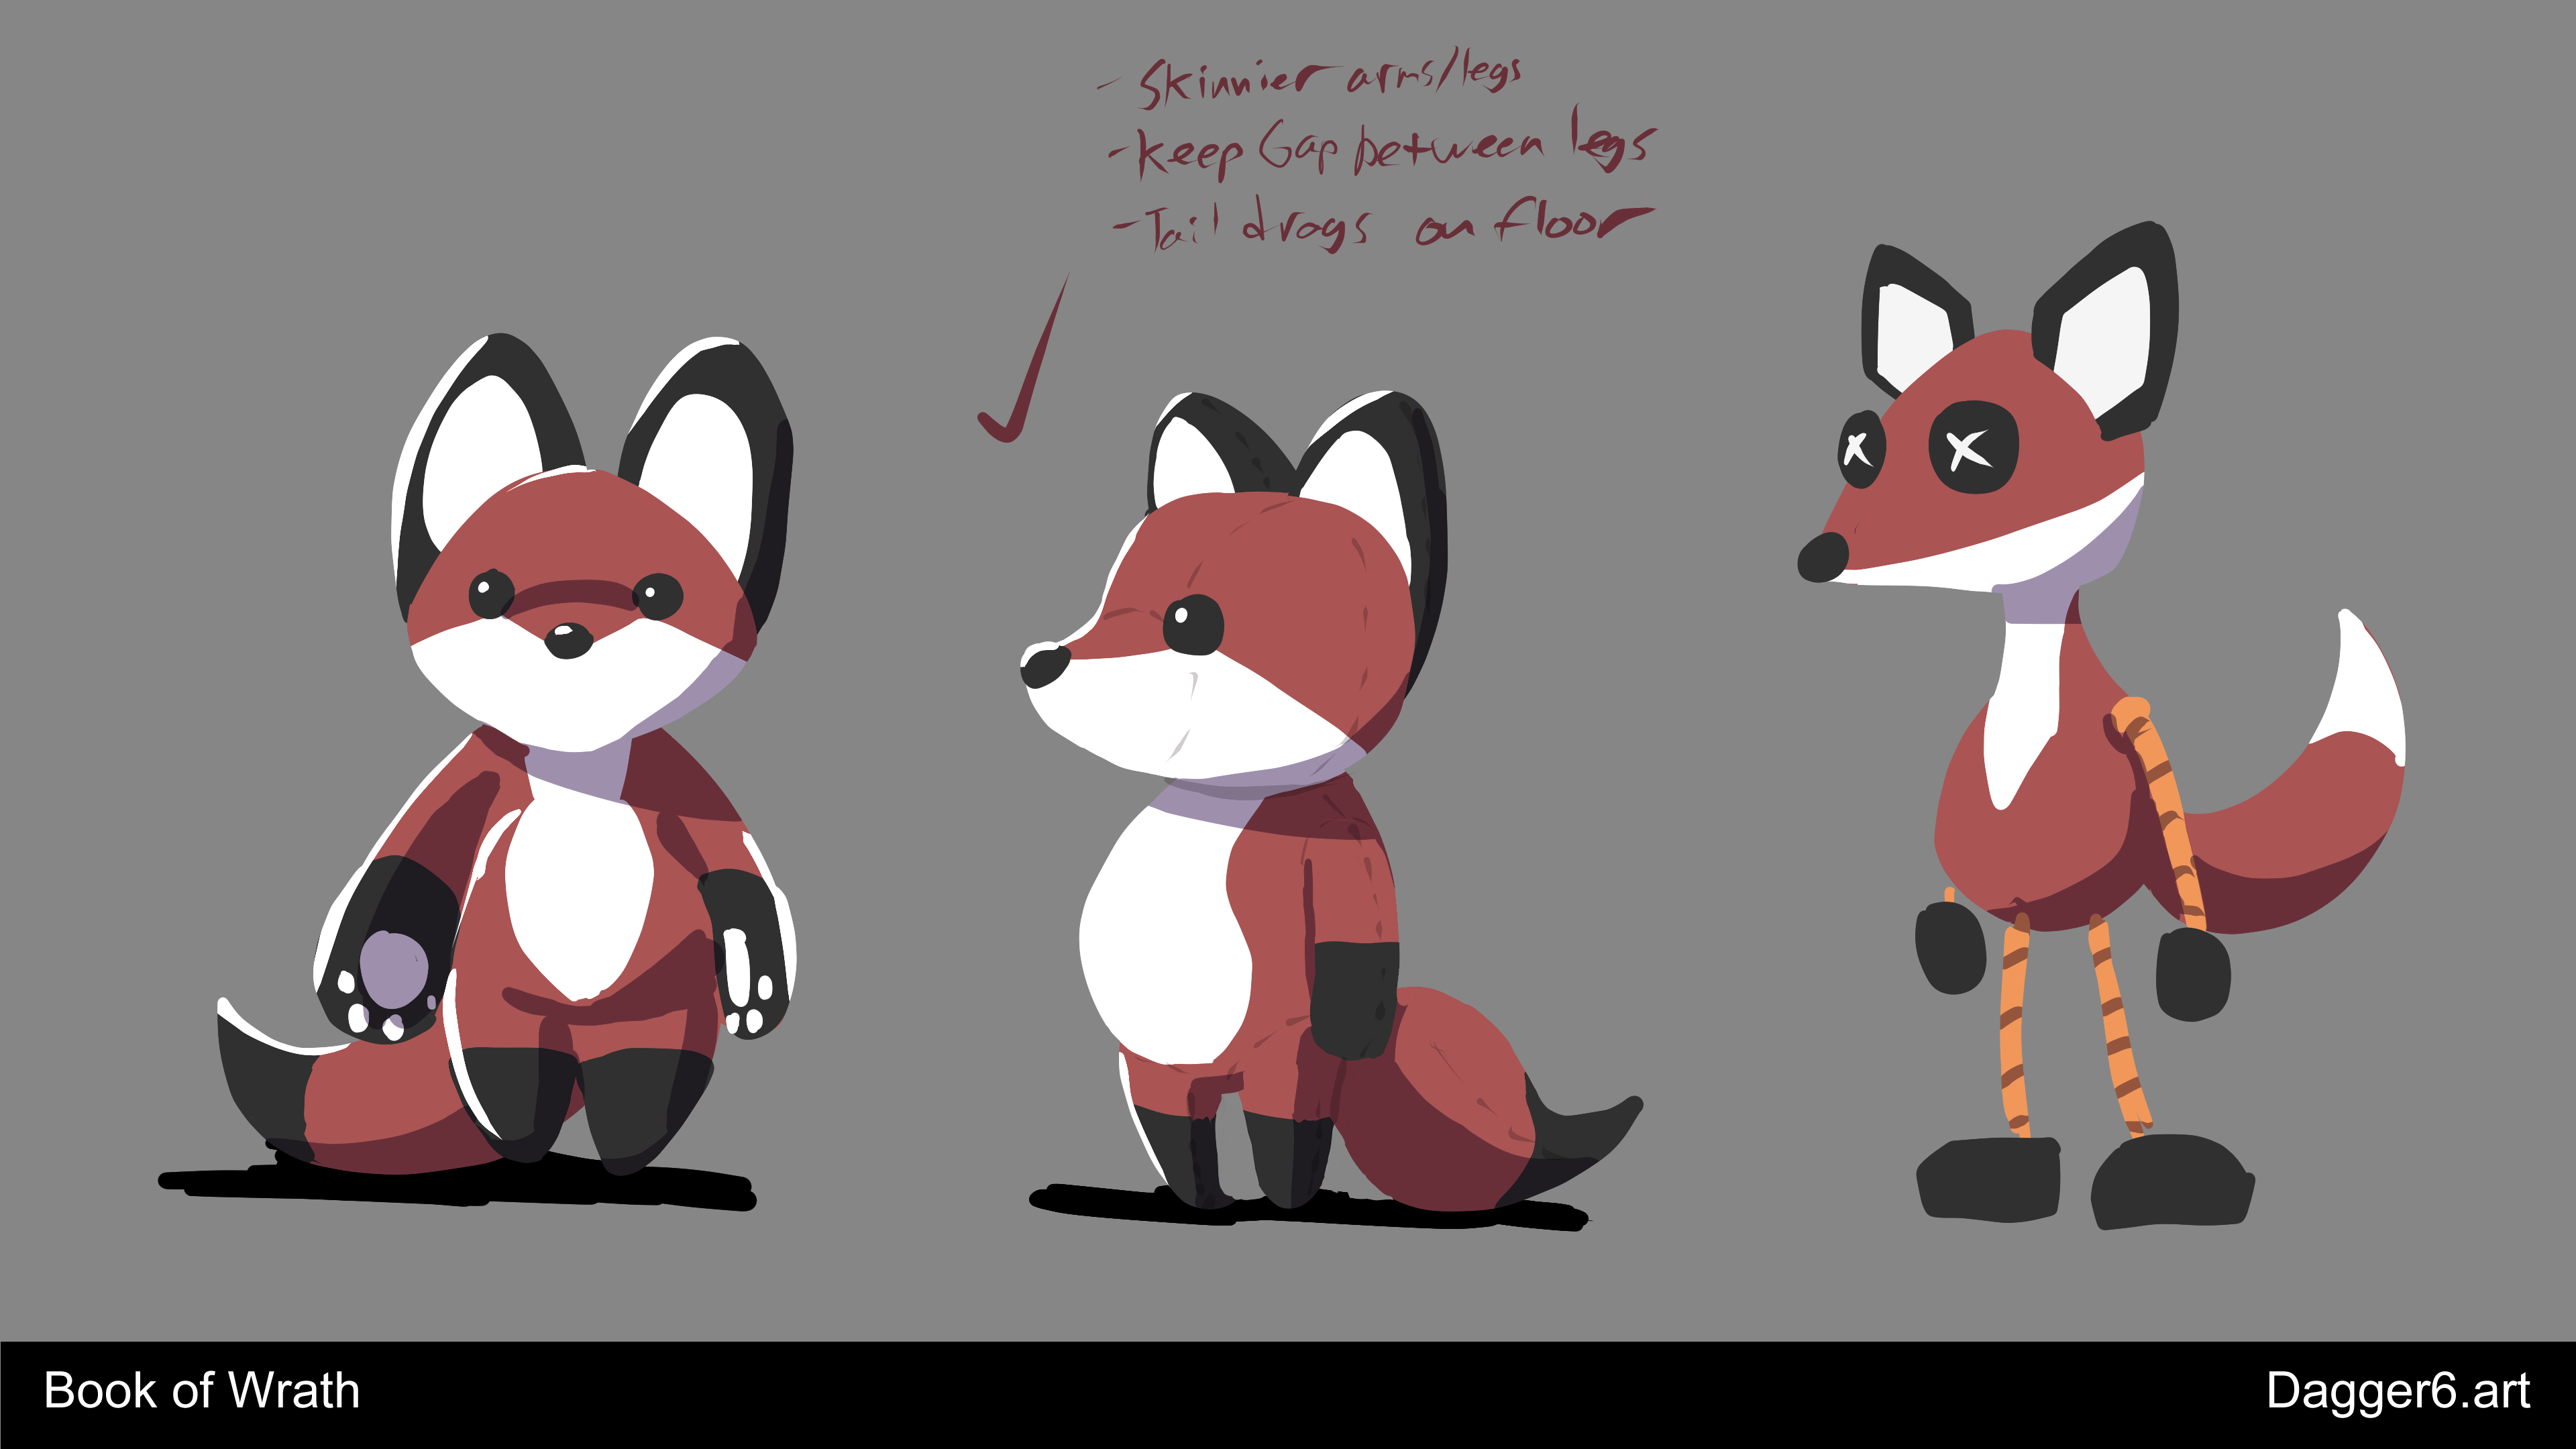 - Skinnier arms/legs
- Keep Gap between legs
- Tail drags on floor
Book of Wrath
Dagger6.art